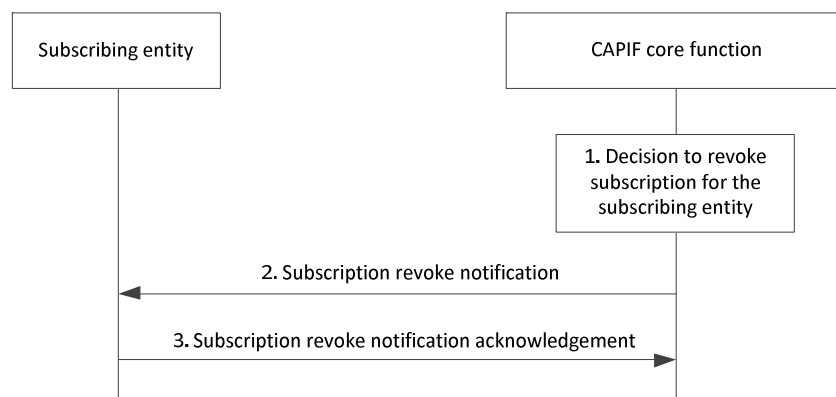 Subscribing entity
CAPIF core function
1. Decision to revoke
subscription for the
subscribing entity
2. Subscription revoke notification
3. Subscription revoke notification acknowledgement